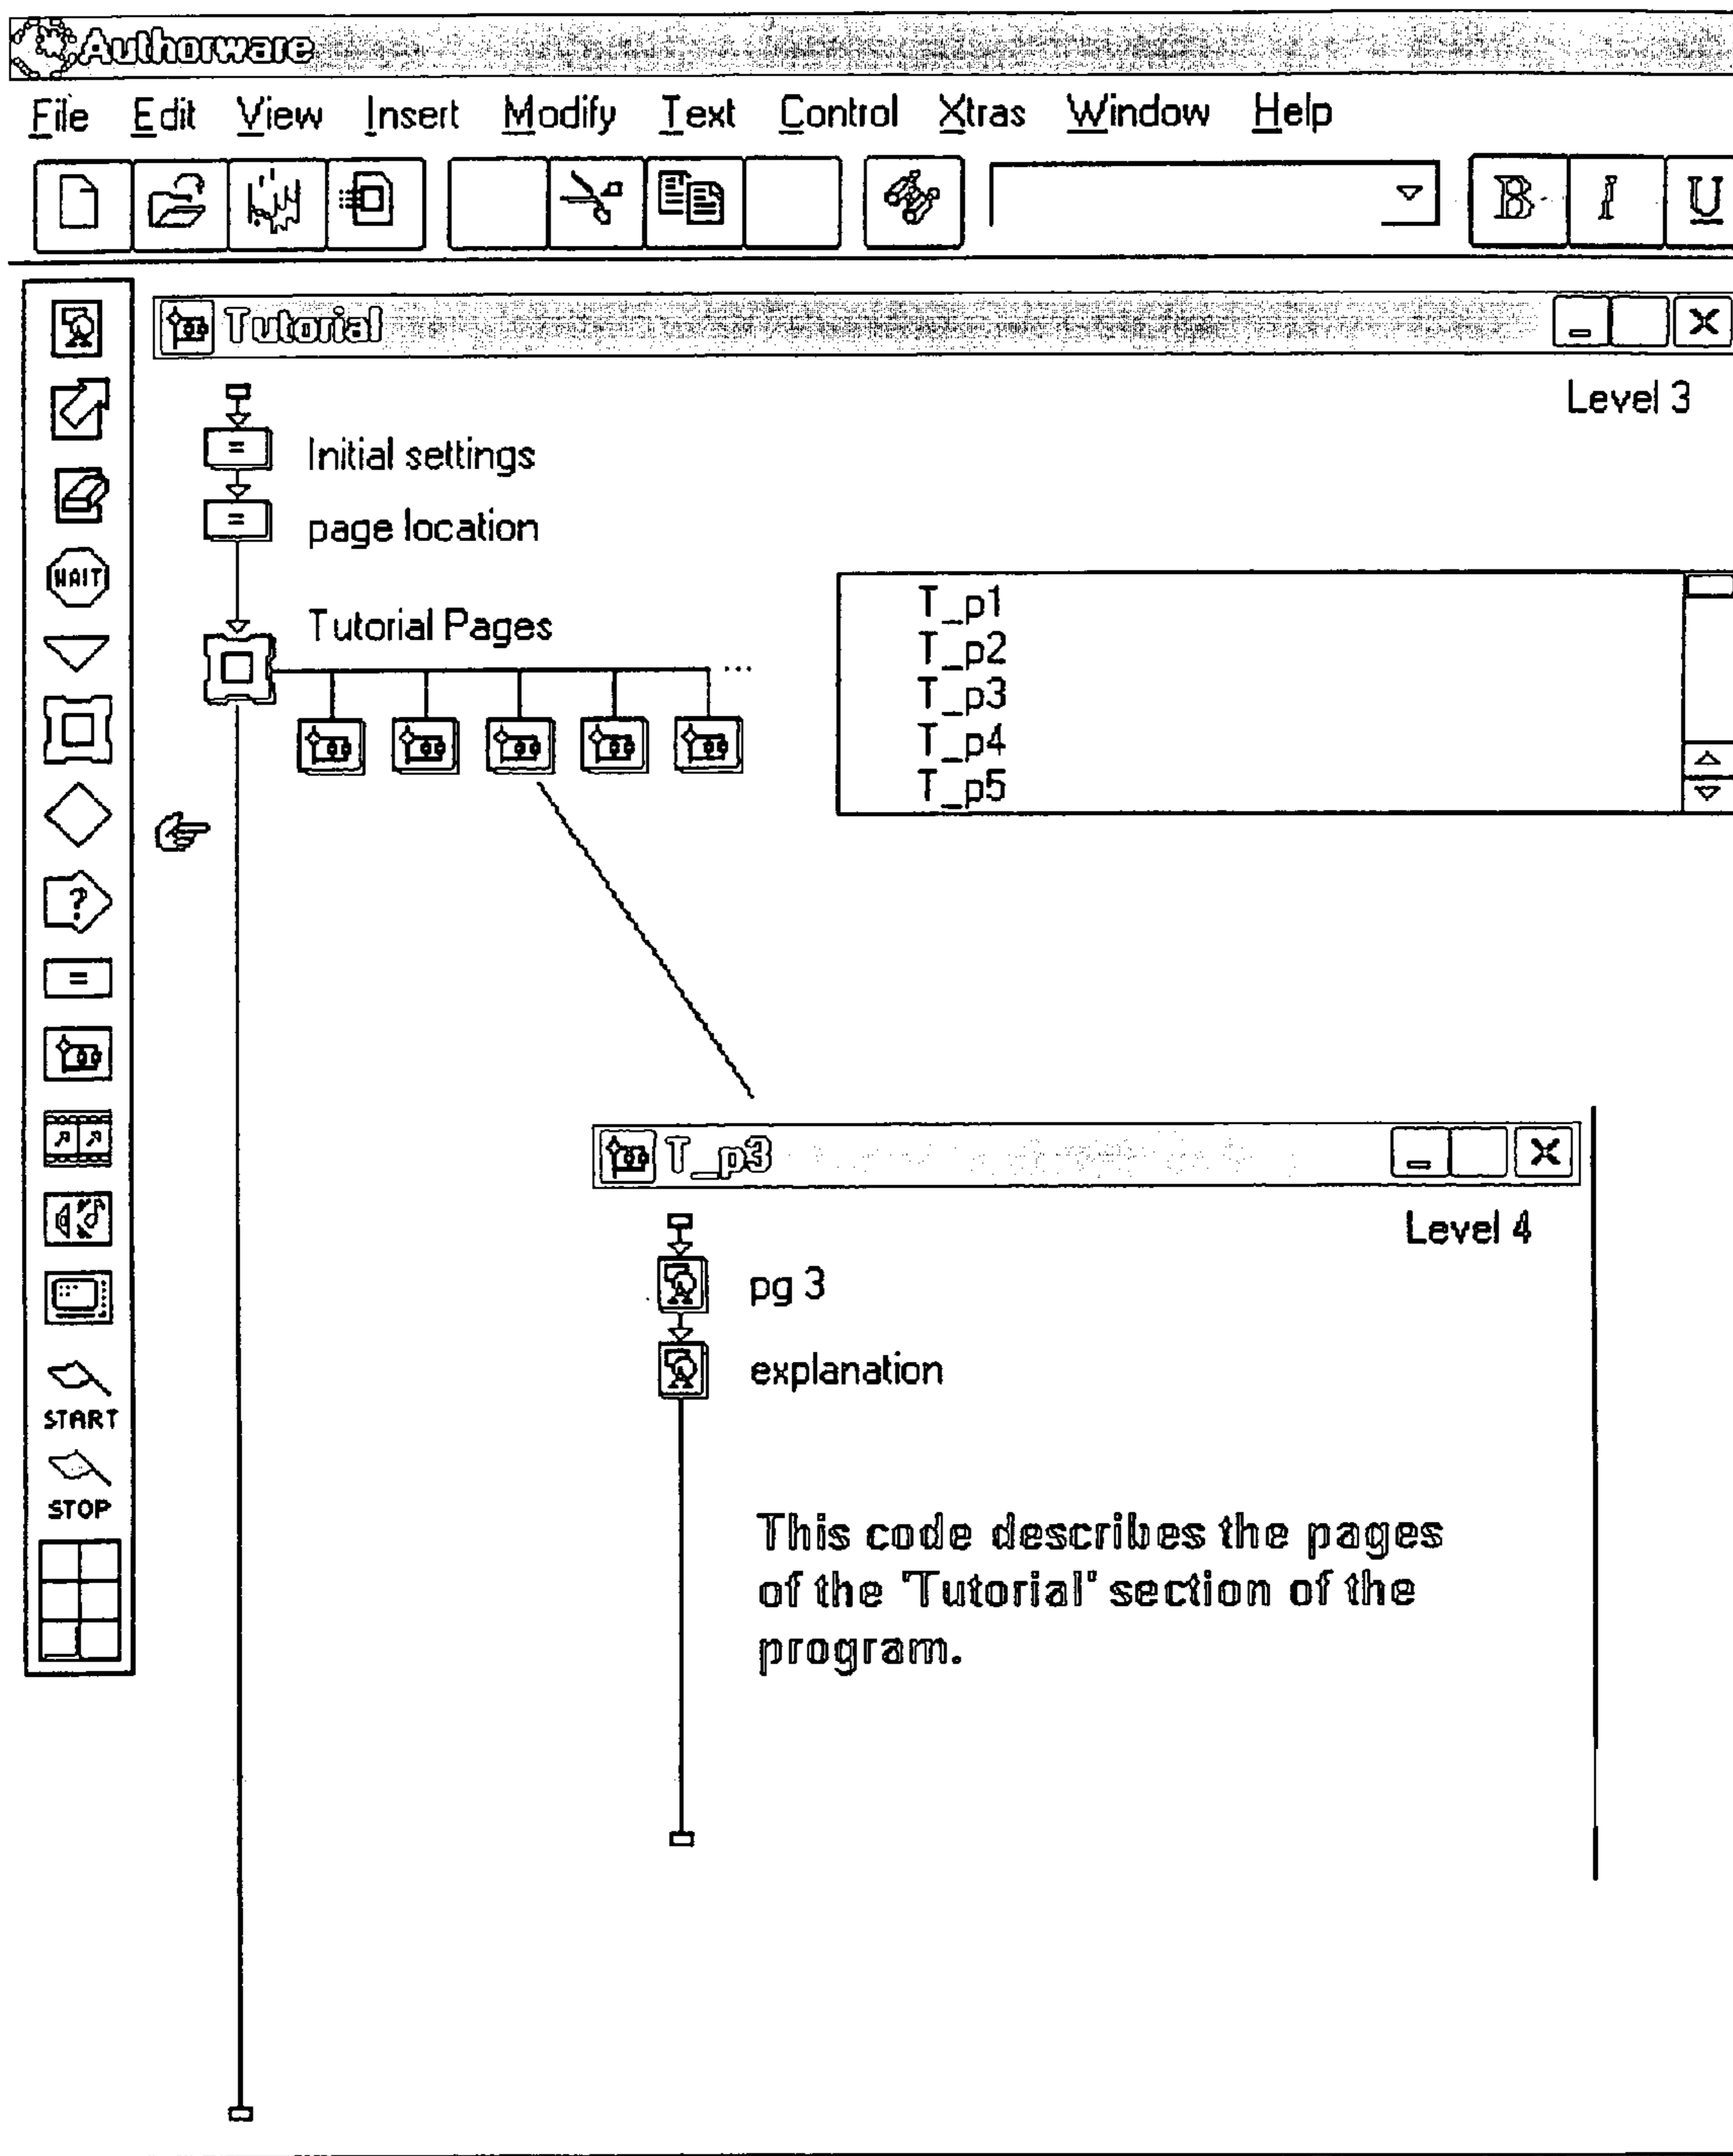 Authorware
File Edit View Insert Modify Text Control Xtras Window Help
B I U
Tutorial
Level 3
Initial settings
page location
Tutorial Pages
...
T_p1
T_p2
T_p3
T_p4
T_p5
WAIT
?
=
T_p3
Level 4
pg 3
explanation
START
STOP
This code describes the pages
of the 'Tutorial' section of the
program.